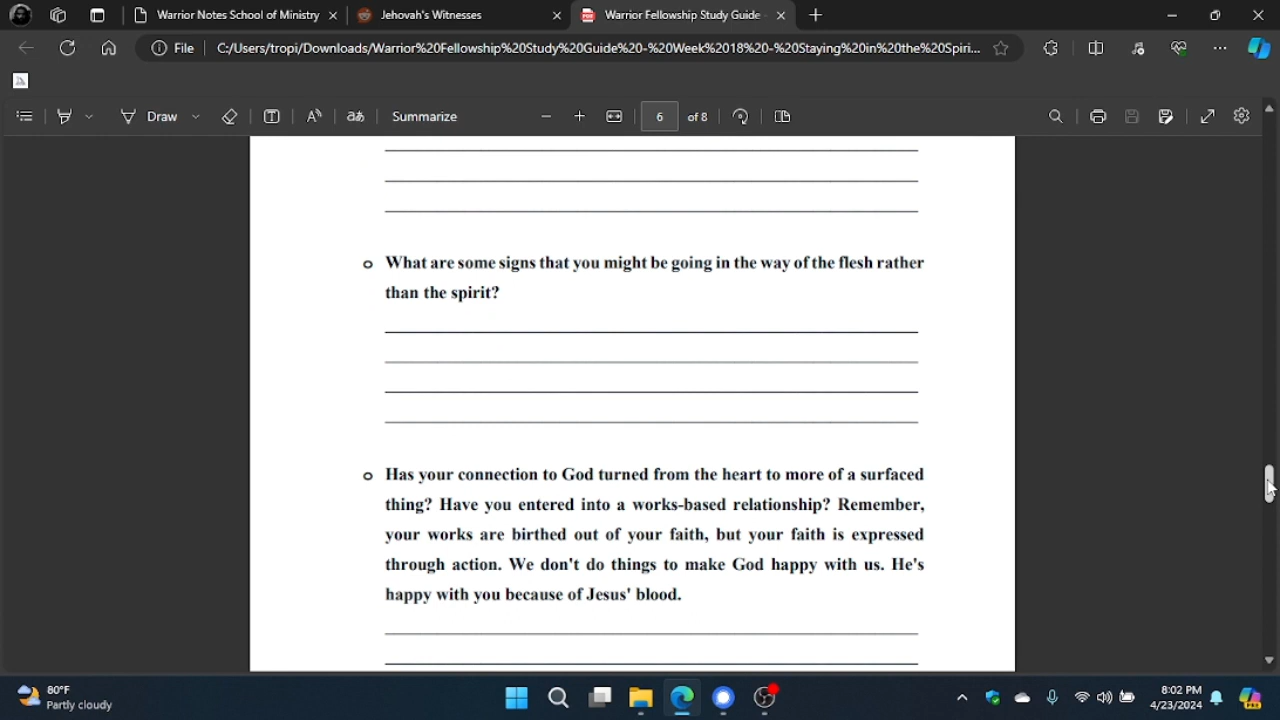 Warrior Notes School of Ministry
Jehovah's Witnesses
Warrior Fellowship Study Guide
File
C:/Users/tropi/Downloads/Warrior%20Fellowship%20Study%20Guide%20-%20Week%2018%20-%20Staying%20in%20the%20Spiri...
Draw
Summarize
6 of 8
o What are some signs that you might be going in the way of the flesh rather
than the spirit?
o Has your connection to God turned from the heart to more of a surfaced
thing? Have you entered into a works-based relationship? Remember,
your works are birthed out of your faith, but your faith is expressed
through action. We don't do things to make God happy with us. He's
happy with you because of Jesus' blood.
80°F
Partly cloudy
8:02 PM
4/23/2024